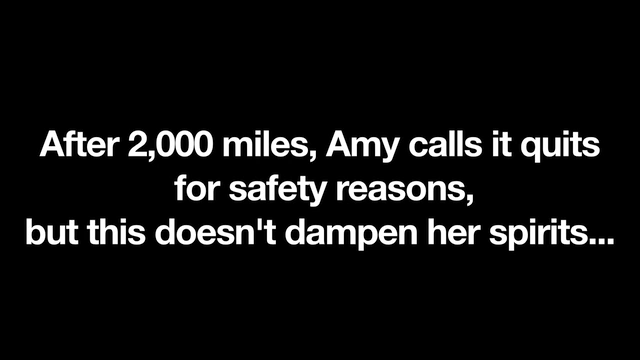 After 2,000 miles, Amy calls it quits
for safety reasons,
but this doesn't dampen her spirits...